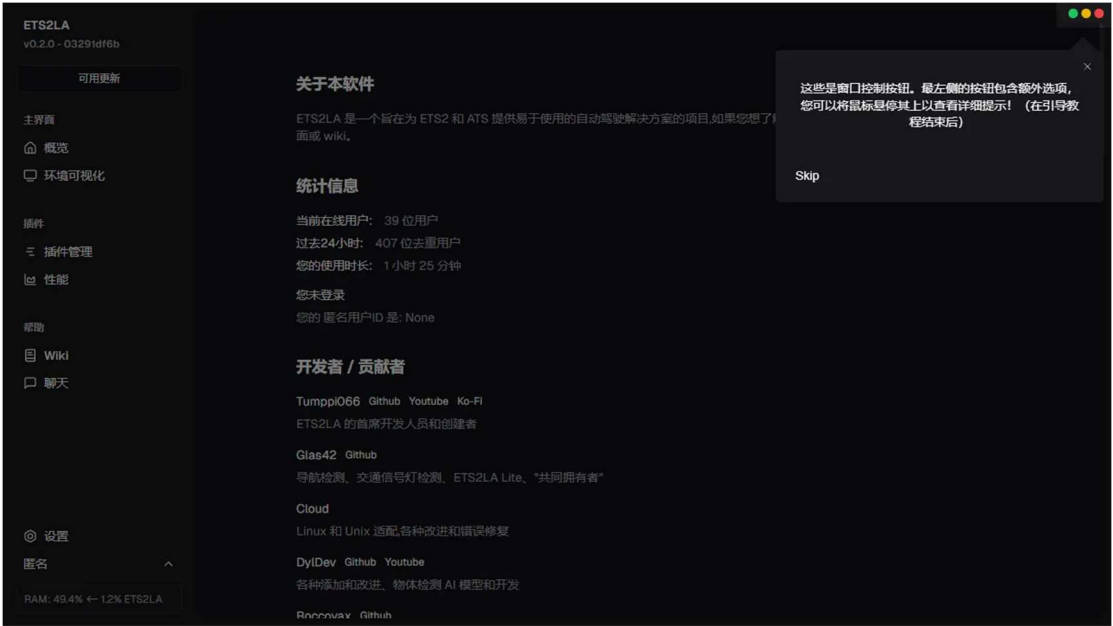 ETS2LA
v0.2.0 - 03291df6b
可用更新
主界面
概览
环境可视化
插件
插件管理
性能
帮助
Wiki
聊天
设置
匿名
RAM: 49.4% ← 1.2% ETS2LA
关于本软件
ETS2LA 是一个旨在为 ETS2 和 ATS 提供易于使用的自动驾驶解决方案的项目,如果您想了
面或 wiki。
统计信息
当前在线用户: 39 位用户
过去24小时: 407 位去重用户
您的使用时长: 1 小时 25 分钟
您未登录
您的 匿名用户ID 是: None
开发者 / 贡献者
Tumppi066 Github Youtube Ko-Fi
ETS2LA 的首席开发人员和创建者
Glas42 Github
导航检测、交通信号灯检测、ETS2LA Lite、"共同拥有者"
Cloud
Linux 和 Unix 适配,各种改进和错误修复
DylDev Github Youtube
各种添加和改进、物体检测 AI 模型和开发
Roccovax Github
这些是窗口控制按钮。最左侧的按钮包含额外选项,
您可以将鼠标悬停其上以查看详细提示！（在引导教
程结束后）
Skip